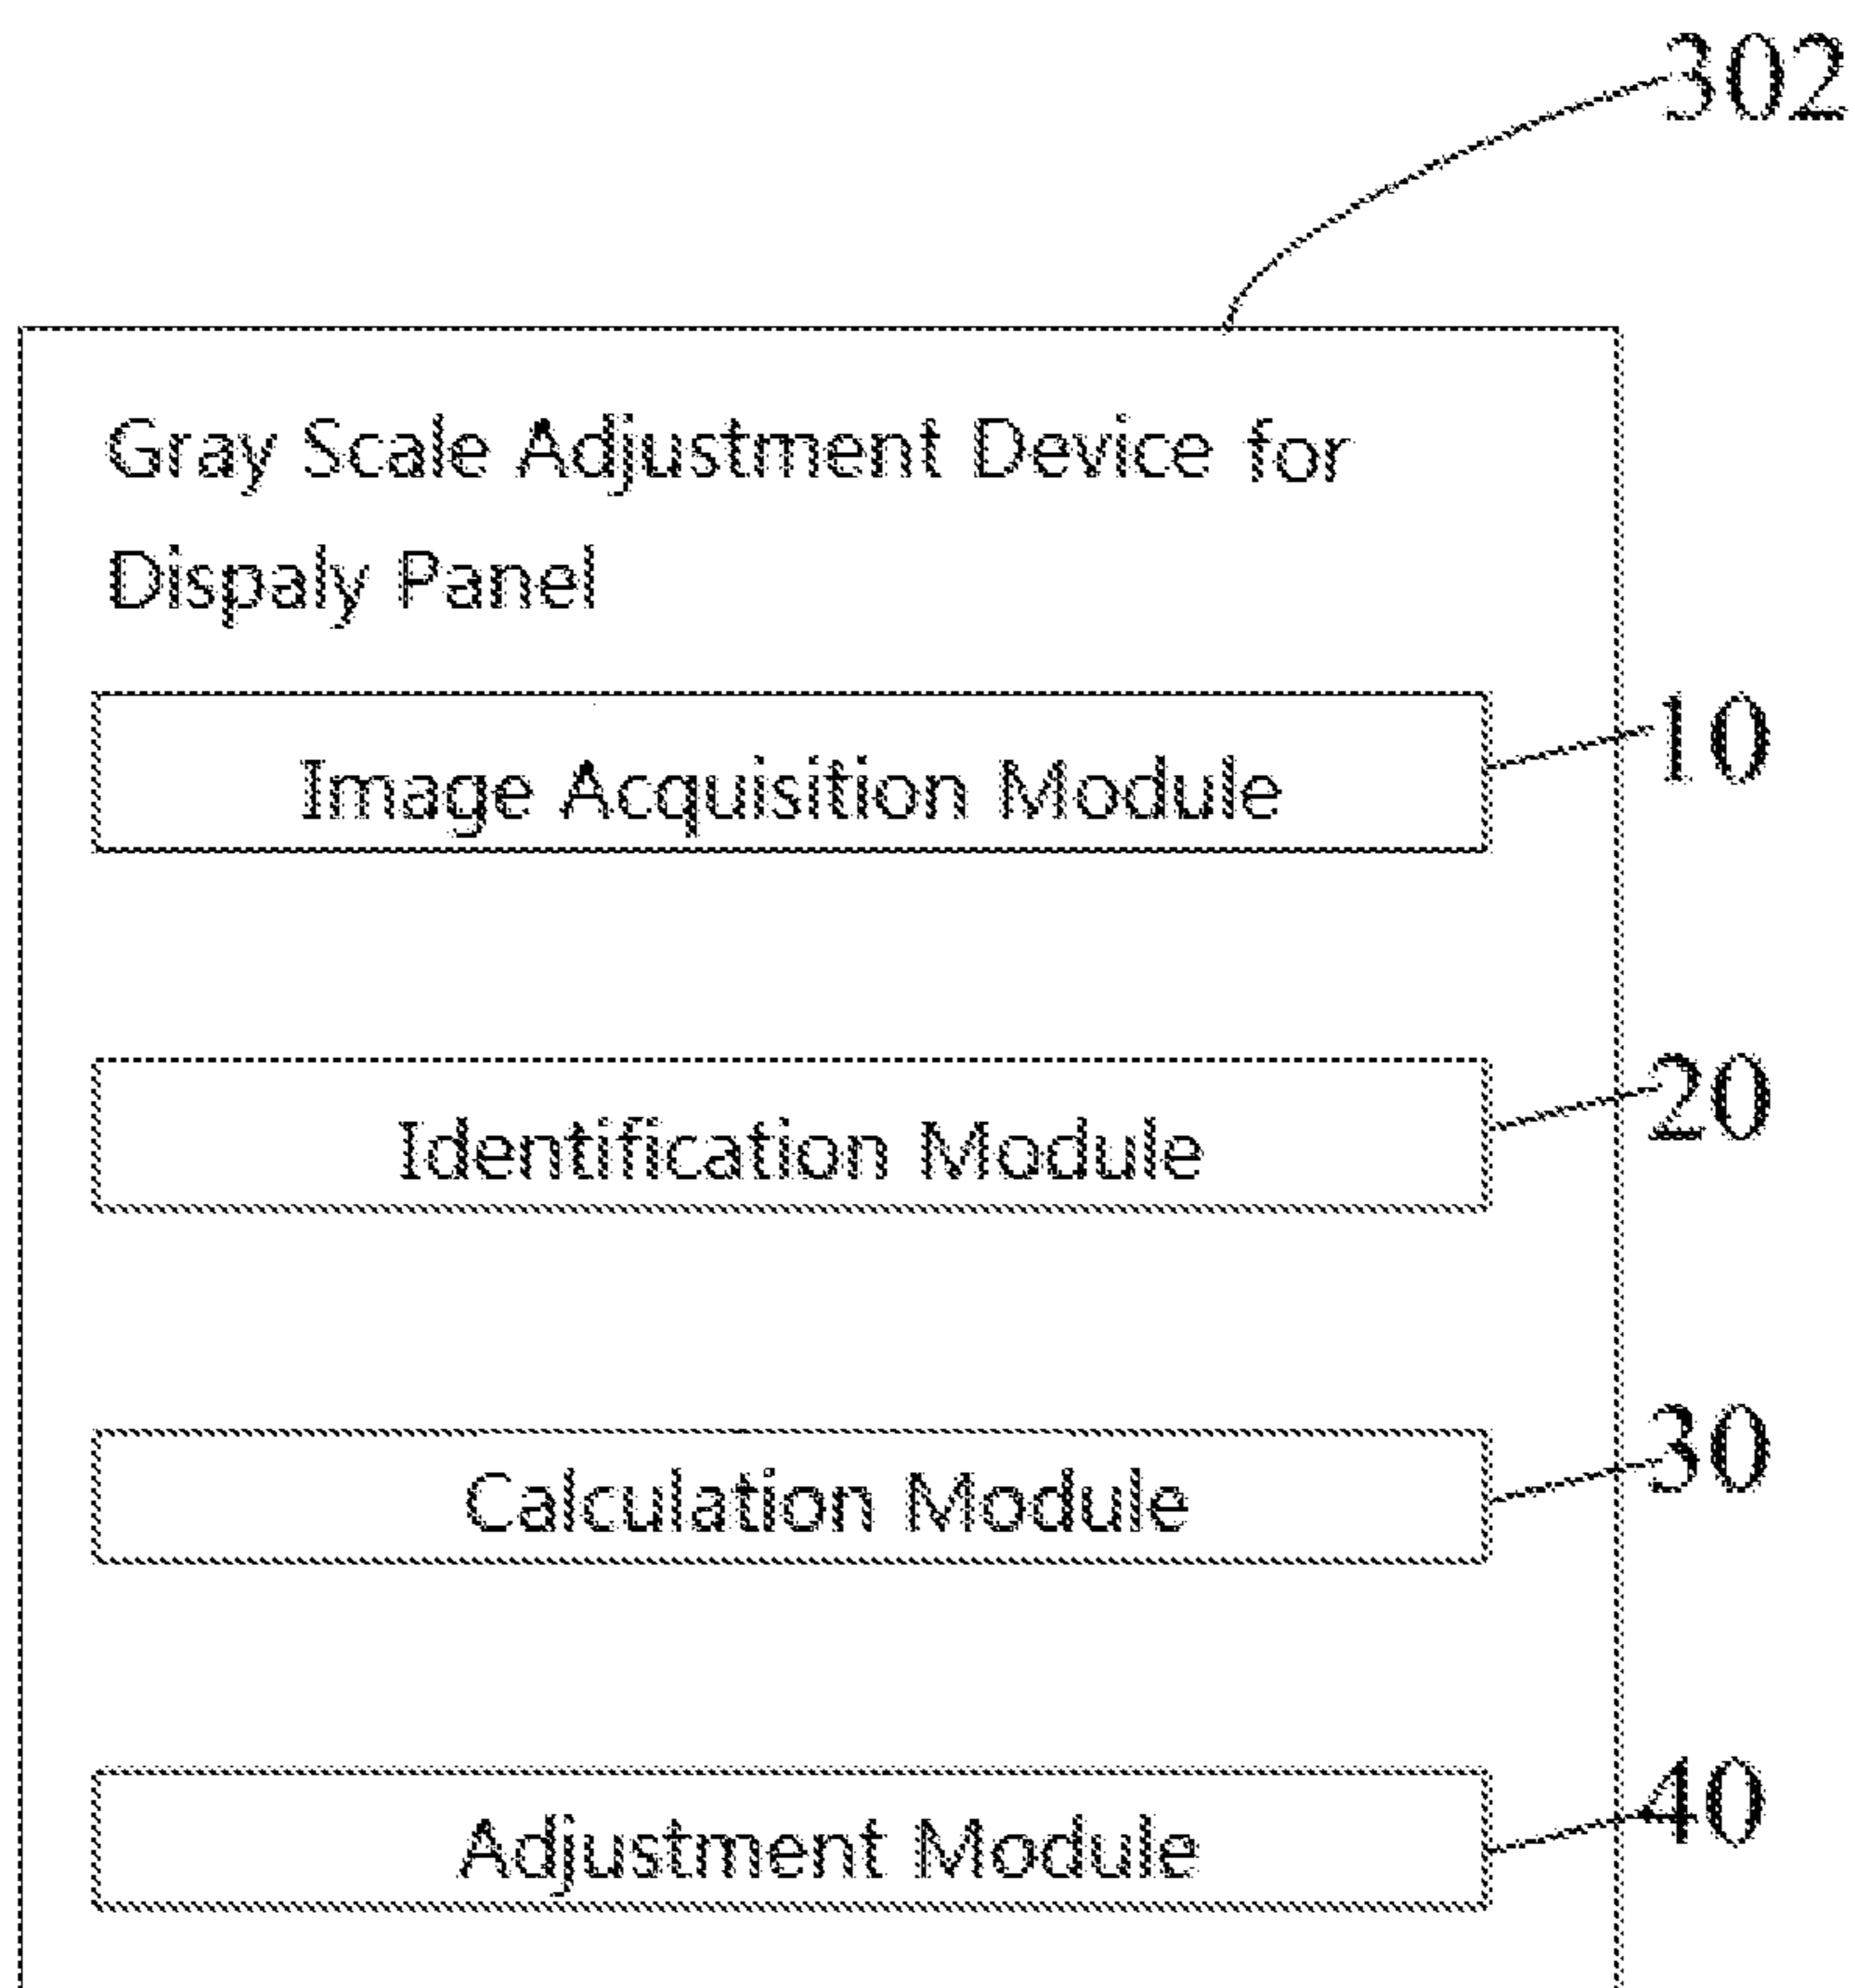 302
Gray Scale Adjustment Device for
Dispaly Panel
Image Acquisition Module
10
Identification Module
20
Calculation Module
30
Adjustment Module
40